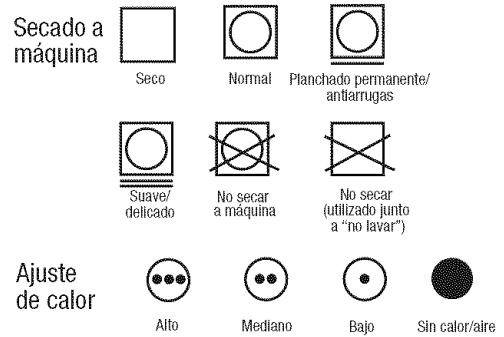 Secado a
máquina
Seco
Normal
Planchado permanente/
antiarrugas
Suave/
delicado
No secar
a máquina
No secar
(utilizado junto
a "no lavar")
Ajuste
de calor
Alto
Mediano
Bajo
Sin calor/aire